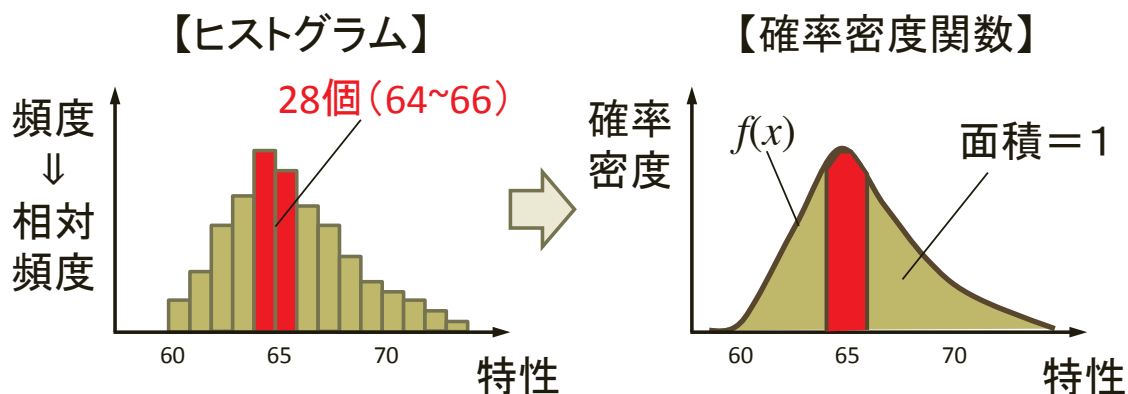 【ヒストグラム】
28個（64~66）
頻度
⇓
相対
頻度
60 65 70
特性
【確率密度関数】
確率
密度
f(x)
面積＝１
60 65 70
特性